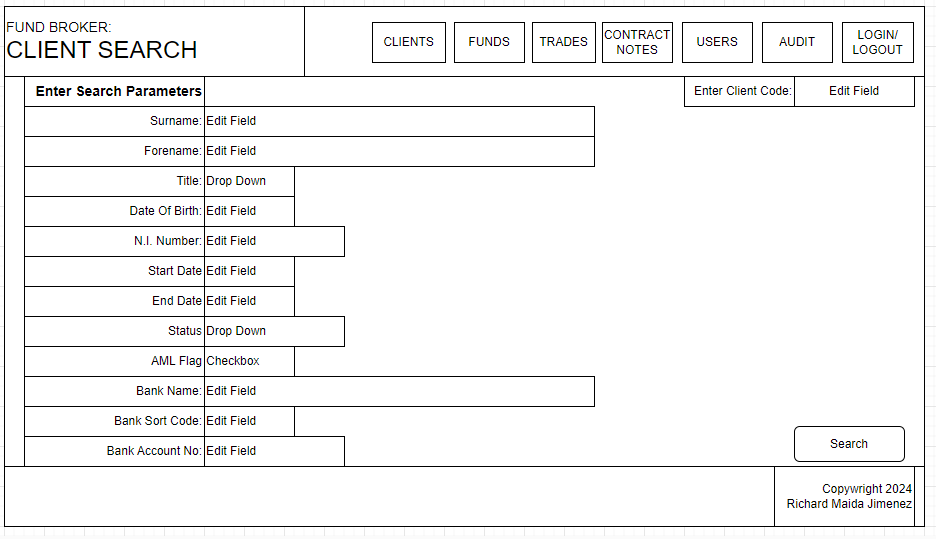 FUND BROKER:
CLIENT SEARCH
CLIENTS
FUNDS
TRADES
CONTRACT
NOTES
USERS
AUDIT
LOGIN/
LOGOUT
Enter Search Parameters
Enter Client Code: Edit Field
Surname: Edit Field
Forename: Edit Field
Title: Drop Down
Date Of Birth: Edit Field
N.I. Number: Edit Field
Start Date Edit Field
End Date Edit Field
Status Drop Down
AML Flag Checkbox
Bank Name: Edit Field
Bank Sort Code: Edit Field
Bank Account No: Edit Field
Search
Copywright 2024
Richard Maida Jimenez